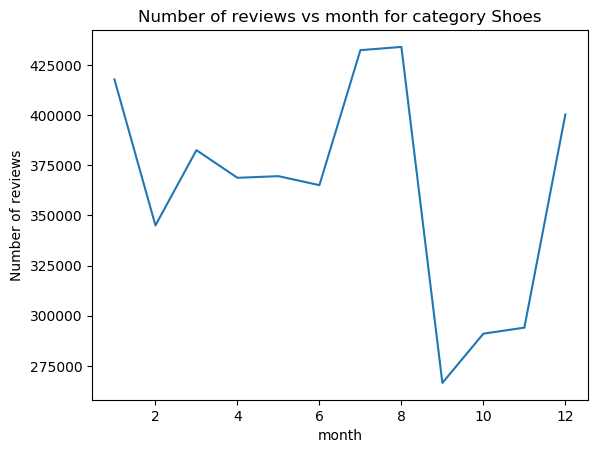 Number of reviews vs month for category Shoes
Number of reviews
425000
400000
375000
350000
325000
300000
275000
2 4 6 8 10 12
month